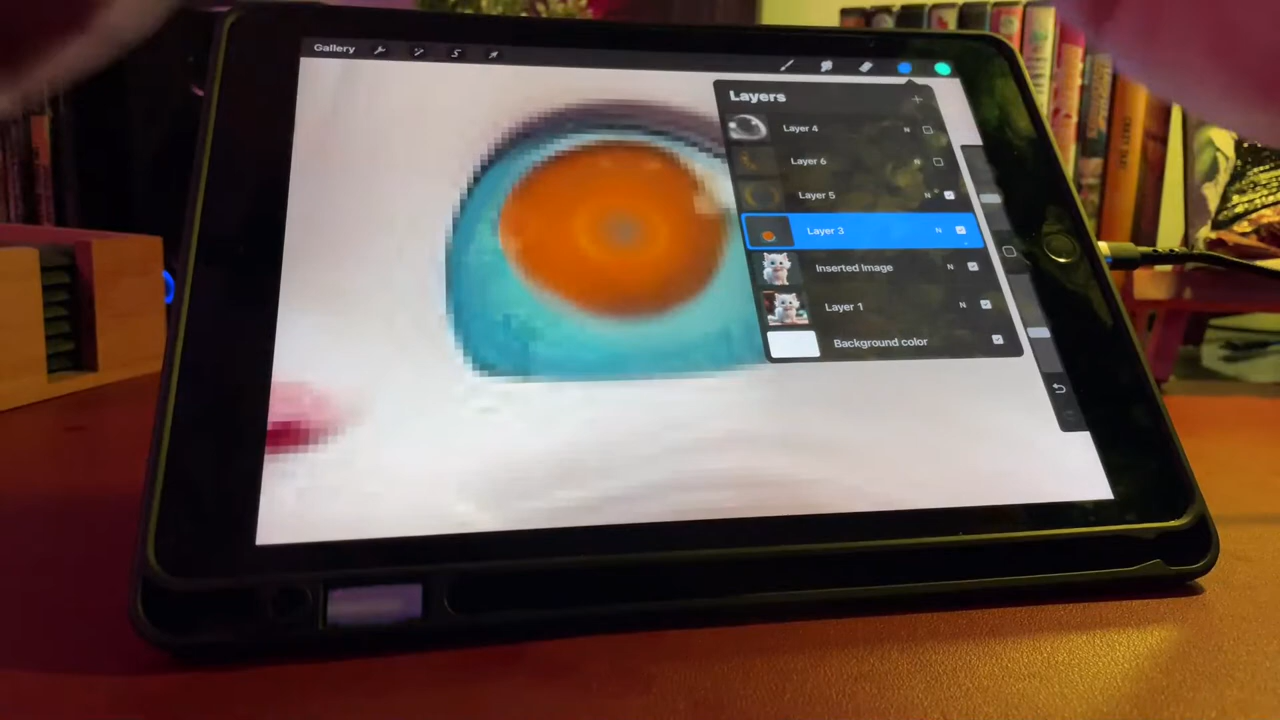 Gallery
Layers
Layer 4 N
Layer 6 N
Layer 5 N
Layer 3 N
Inserted Image N
Layer 1 N
Background color